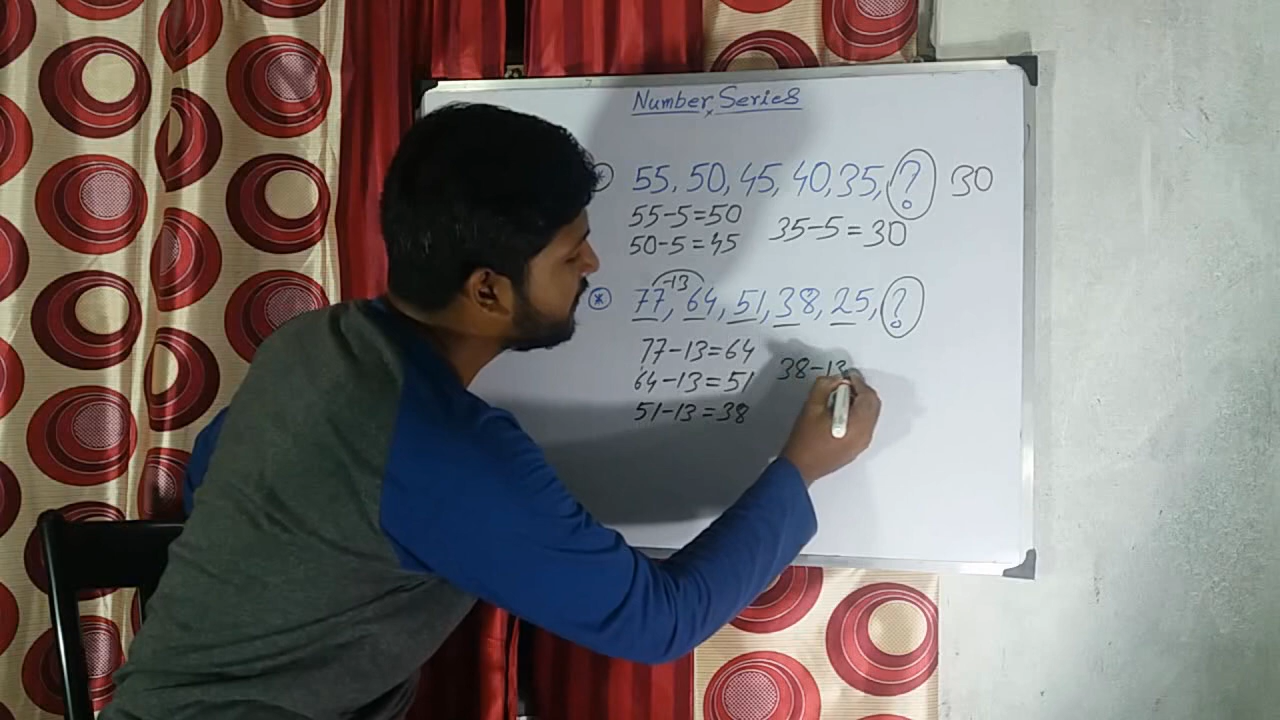 Number Series
* 55, 50, 45, 40, 35, ? 30
55-5=50
50-5=45
35-5=30
-13
* 77, 64, 51, 38, 25, ?
77-13=64
64-13=51
51-13=38
38-13